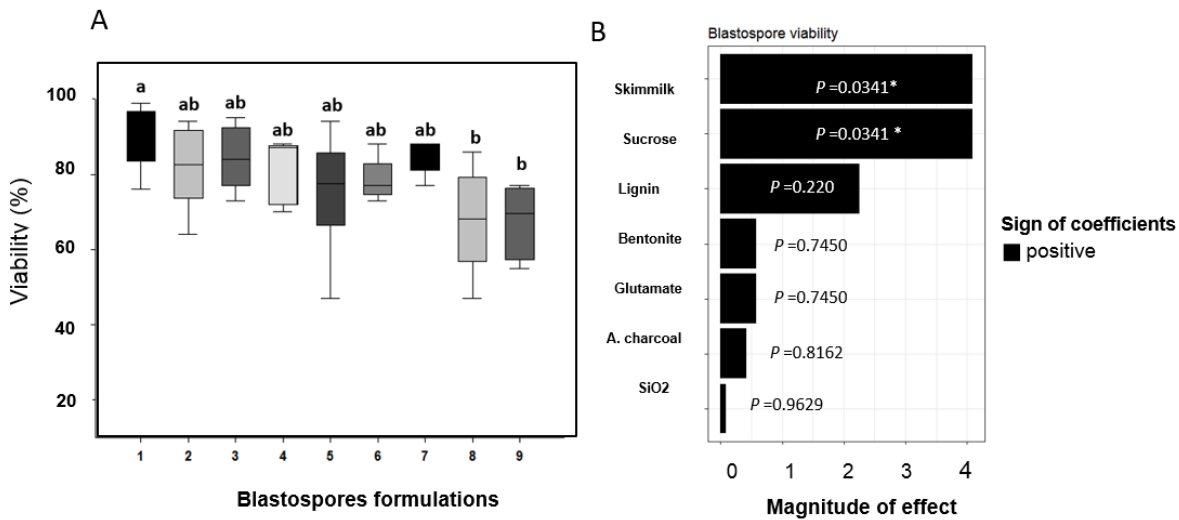 A
100
80
60
40
20
Viability (%)
a
ab
ab
ab
ab
ab
ab
b
b
1 2 3 4 5 6 7 8 9
Blastospores formulations
B
Blastospore viability
Skimmilk
P =0.0341*
Sucrose
P =0.0341 *
Lignin
P =0.220
Bentonite
P =0.7450
Glutamate
P =0.7450
A. charcoal
P =0.8162
SiO2
P =0.9629
0 1 2 3 4
Magnitude of effect
Sign of coefficients
positive